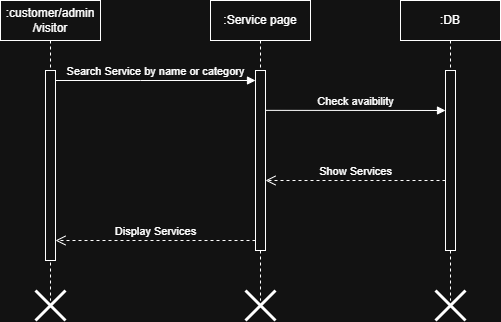 :customer/admin
/visitor
:Service page
:DB
Search Service by name or category
Check avaibility
Show Services
Display Services